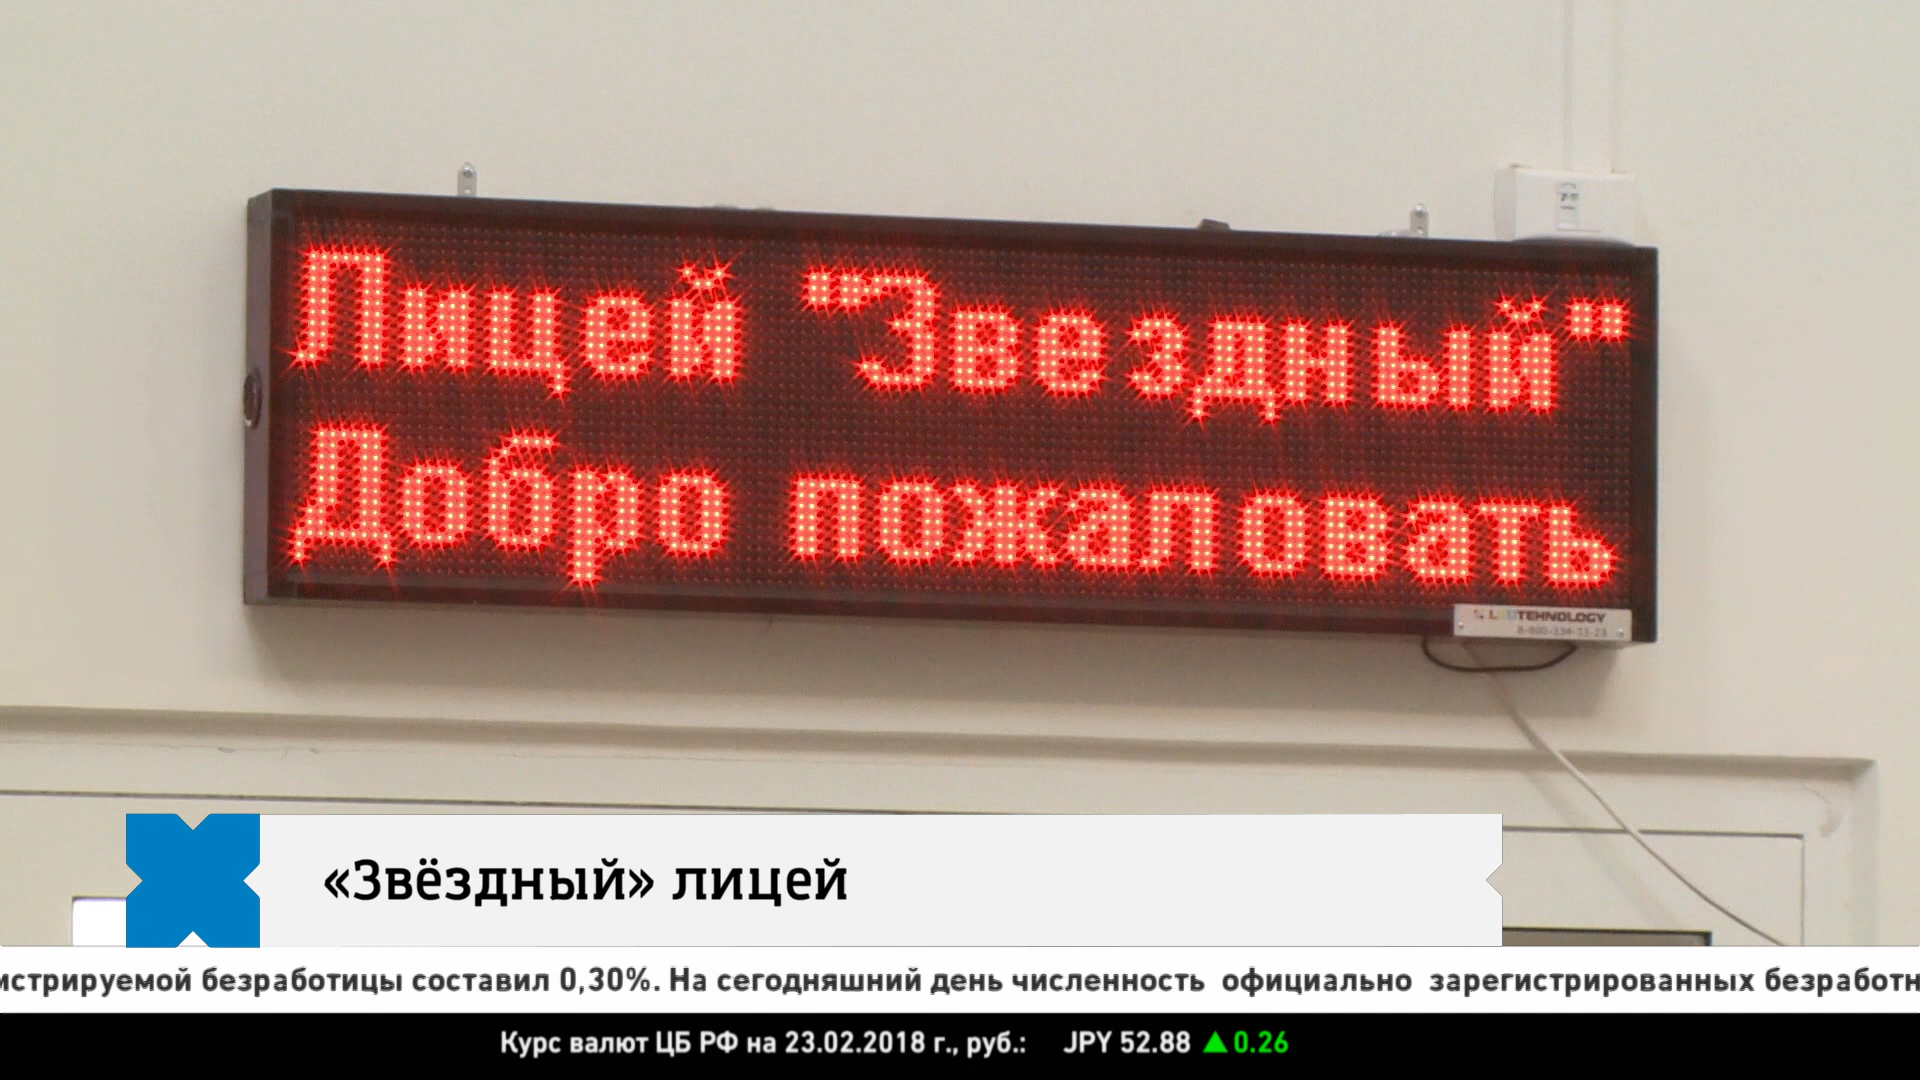 Лицей "Звездный"
Добро пожаловать
LEDTEHNOLOGY
«Звёздный» лицей
истрируемой безработицы составил 0,30%. На сегодняшний день численность официально зарегистрированных безработн
Курс валют ЦБ РФ на 23.02.2018 г., руб.: JPY 52.88 ▲0.26